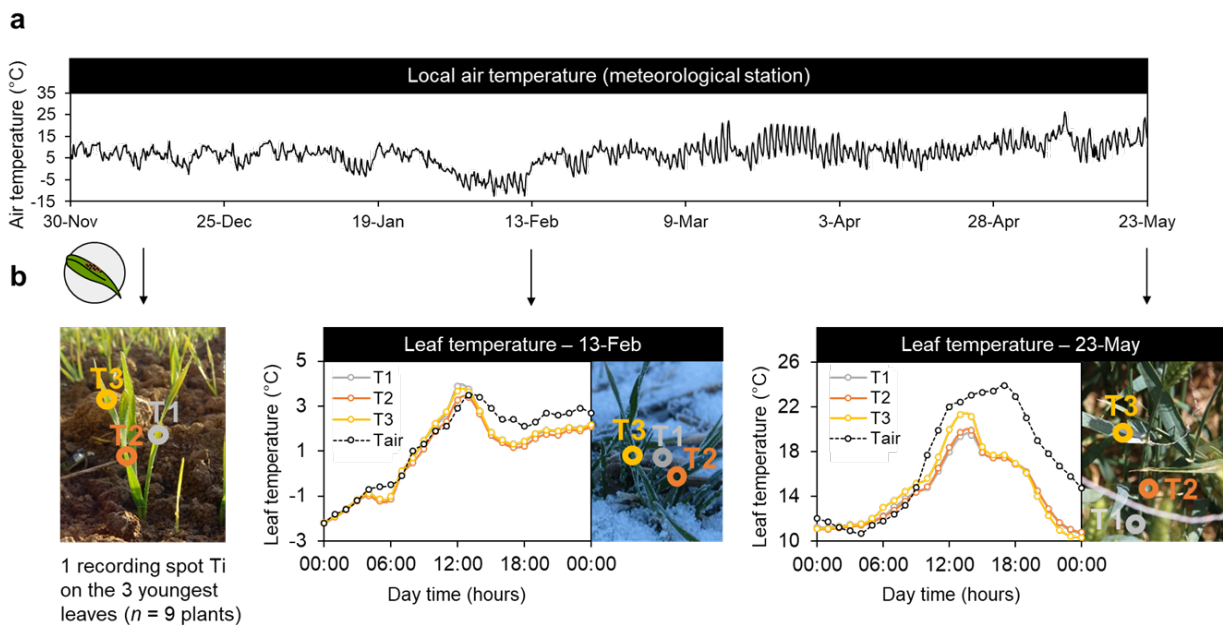 a
Local air temperature (meteorological station)
Air temperature (°C)
35
25
15
5
-5
-15
30-Nov
25-Dec
19-Jan
13-Feb
9-Mar
3-Apr
28-Apr
23-May
b
T3
T1
T2
1 recording spot Ti
on the 3 youngest
leaves (n = 9 plants)
Leaf temperature – 13-Feb
Leaf temperature (°C)
5
3
1
-1
-3
T1
T2
T3
Tair
00:00
06:00
12:00
18:00
00:00
Day time (hours)
T3
T1
T2
Leaf temperature – 23-May
Leaf temperature (°C)
26
22
18
14
10
T1
T2
T3
Tair
00:00
06:00
12:00
18:00
00:00
Day time (hours)
T3
T2
T1